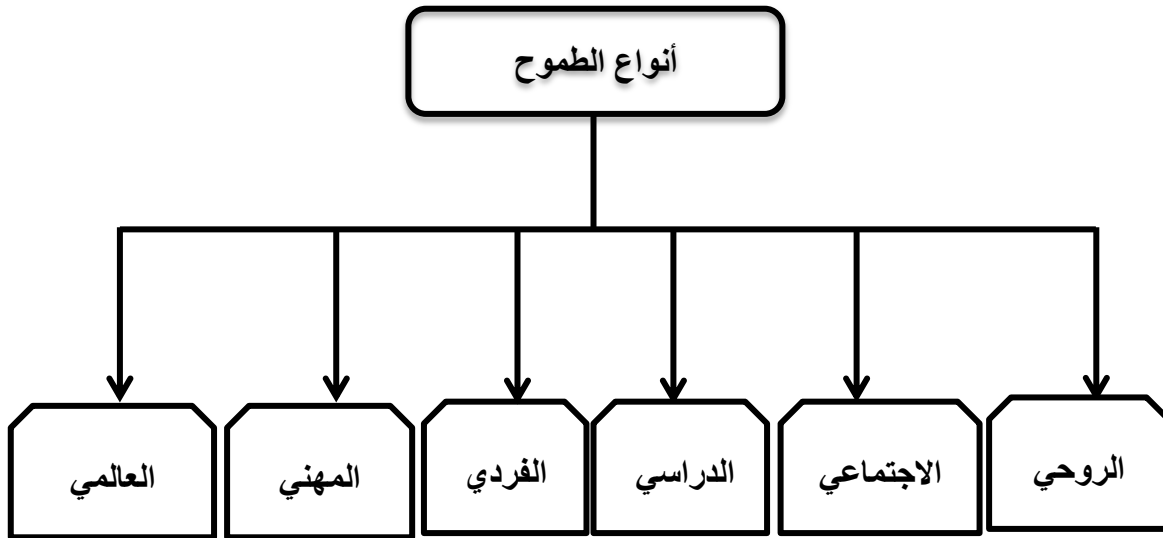 أنواع الطموح
الروحي
الاجتماعي
الدراسي
الفردي
المهني
العالمي